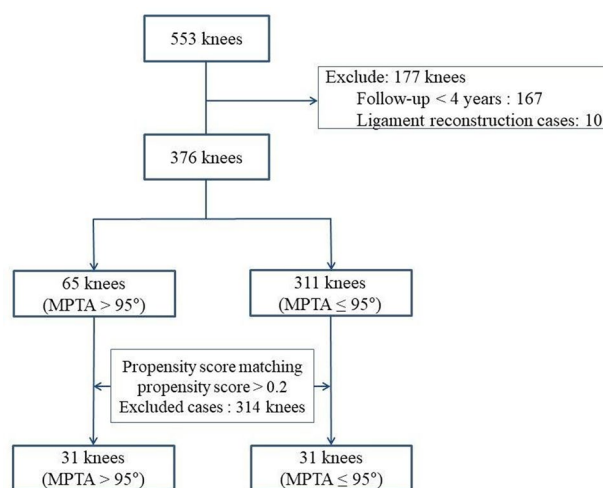 553 knees
Exclude: 177 knees
Follow-up < 4 years : 167
Ligament reconstruction cases: 10
376 knees
65 knees
(MPTA > 95°)
311 knees
(MPTA ≤ 95°)
Propensity score matching
propensity score > 0.2
Excluded cases : 314 knees
31 knees
(MPTA > 95°)
31 knees
(MPTA ≤ 95°)